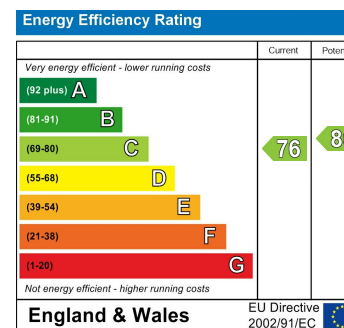 Energy Efficiency Rating
Current
Very energy efficient - lower running costs
(92 plus) A
(81-91) B
(69-80) C
76
(55-68) D
(39-54) E
(21-38) F
(1-20) G
Not energy efficient - higher running costs
England & Wales
EU Directive
2002/91/EC